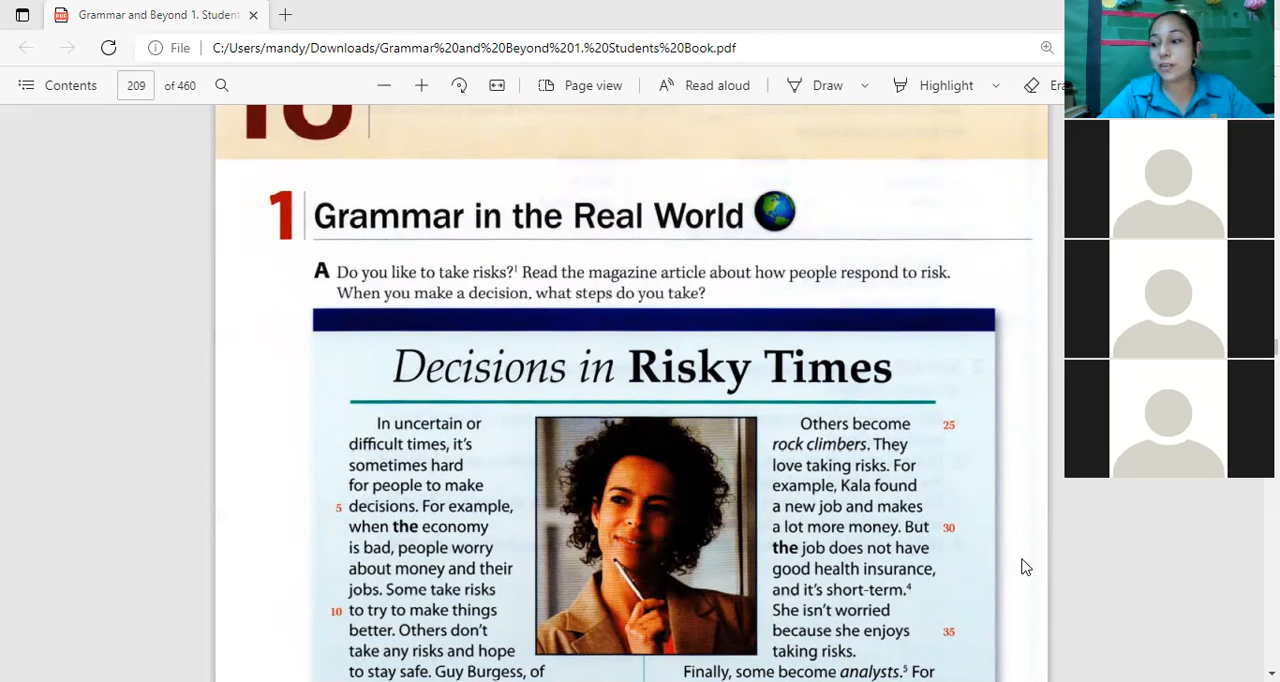 Grammar and Beyond 1. Student
File
C:/Users/mandy/Downloads/Grammar%20and%20Beyond%201.%20Students%20Book.pdf
Contents
209
of 460
Page view
Read aloud
Draw
Highlight
Era
1 Grammar in the Real World
A Do you like to take risks?¹ Read the magazine article about how people respond to risk.
When you make a decision, what steps do you take?
Decisions in Risky Times
In uncertain or
difficult times, it's
sometimes hard
for people to make
5 decisions. For example,
when the economy
is bad, people worry
about money and their
jobs. Some take risks
10 to try to make things
better. Others don't
take any risks and hope
to stay safe. Guy Burgess, of
Others become 25
rock climbers. They
love taking risks. For
example, Kala found
a new job and makes
a lot more money. But 30
the job does not have
good health insurance,
and it's short-term.⁴
She isn't worried
because she enjoys 35
taking risks.
Finally, some become analysts.⁵ For